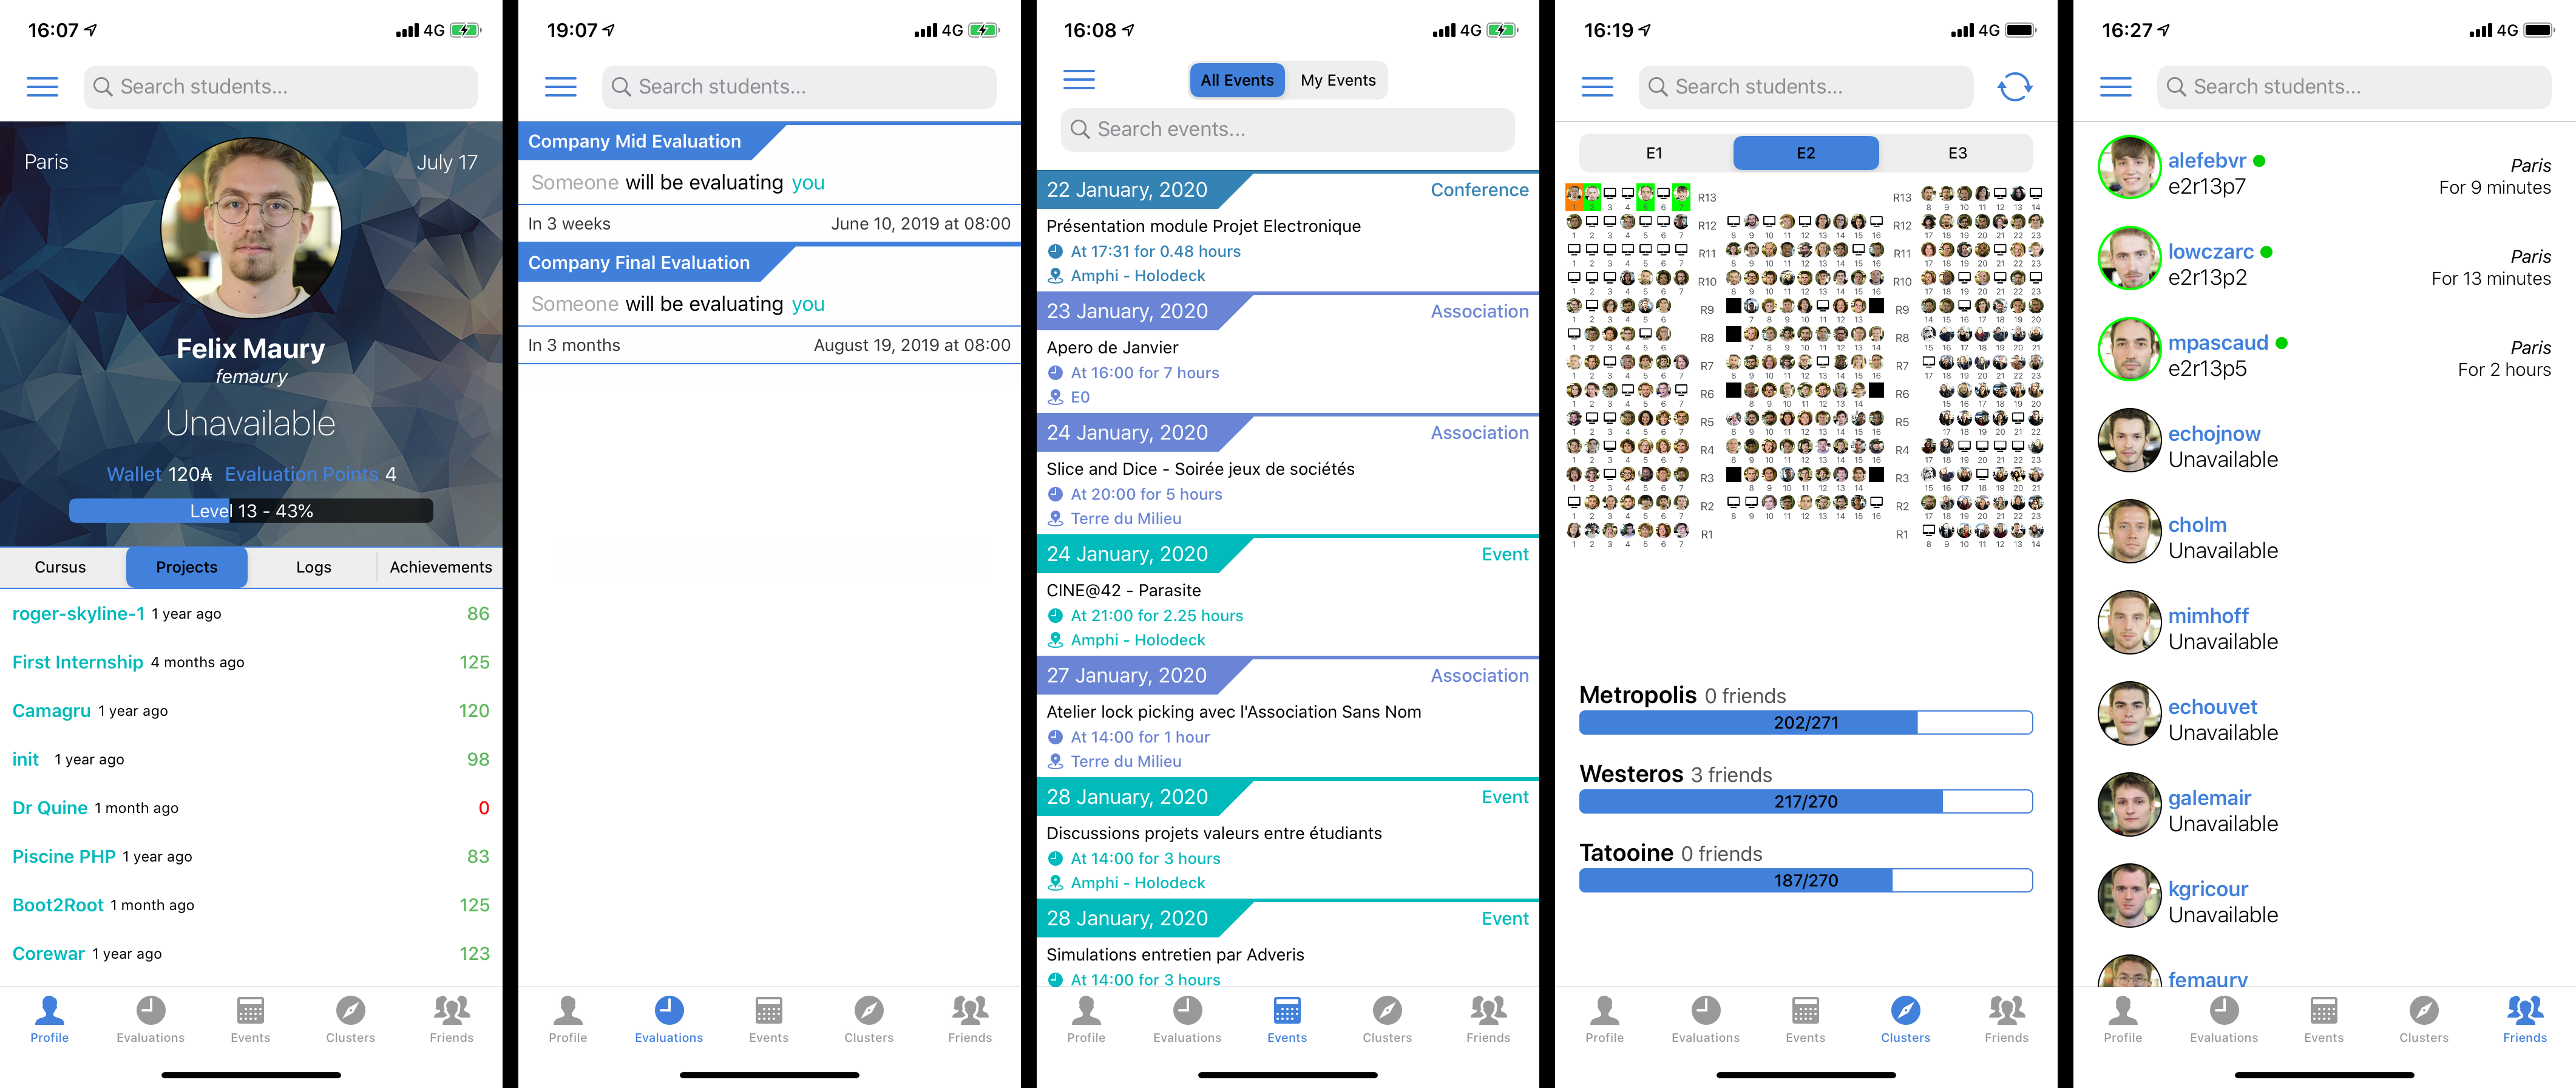 16:07
4G
Search students...
Paris
July 17
Felix Maury
femaury
Unavailable
Wallet 120₳ Evaluation Points 4
Level 13 - 43%
Cursus Projects Logs Achievements
roger-skyline-1 1 year ago 86
First Internship 4 months ago 125
Camagru 1 year ago 120
init 1 year ago 98
Dr Quine 1 month ago 0
Piscine PHP 1 year ago 83
Boot2Root 1 month ago 125
Corewar 1 year ago 123
Profile Evaluations Events Clusters Friends
19:07
4G
Search students...
Company Mid Evaluation
Someone will be evaluating you
In 3 weeks June 10, 2019 at 08:00
Company Final Evaluation
Someone will be evaluating you
In 3 months August 19, 2019 at 08:00
Profile Evaluations Events Clusters Friends
16:08
4G
All Events My Events
Search events...
22 January, 2020 Conference
Présentation module Projet Electronique
At 17:31 for 0.48 hours
Amphi - Holodeck
23 January, 2020 Association
Apero de Janvier
At 16:00 for 7 hours
E0
24 January, 2020 Association
Slice and Dice - Soirée jeux de sociétés
At 20:00 for 5 hours
Terre du Milieu
24 January, 2020 Event
CINE@42 - Parasite
At 21:00 for 2.25 hours
Amphi - Holodeck
27 January, 2020 Association
Atelier lock picking avec l'Association Sans Nom
At 14:00 for 1 hour
Terre du Milieu
28 January, 2020 Event
Discussions projets valeurs entre étudiants
At 14:00 for 3 hours
Amphi - Holodeck
28 January, 2020 Event
Simulations entretien par Adveris
At 14:00 for 3 hours
Profile Evaluations Events Clusters Friends
16:19
4G
Search students...
E1 E2 E3
R13 R13
R12 R12
R11 R11
R10 R10
R9 R9
R8 R8
R7 R7
R6 R6
R5 R5
R4 R4
R3 R3
R2 R2
R1 R1
Metropolis 0 friends
202/271
Westeros 3 friends
217/270
Tatooine 0 friends
187/270
Profile Evaluations Events Clusters Friends
16:27
4G
Search students...
alefebvr Paris
e2r13p7 For 9 minutes
lowczarc Paris
e2r13p2 For 13 minutes
mpascaud Paris
e2r13p5 For 2 hours
echojnow
Unavailable
cholm
Unavailable
mimhoff
Unavailable
echouvet
Unavailable
galemair
Unavailable
kgricour
Unavailable
femaury
Profile Evaluations Events Clusters Friends